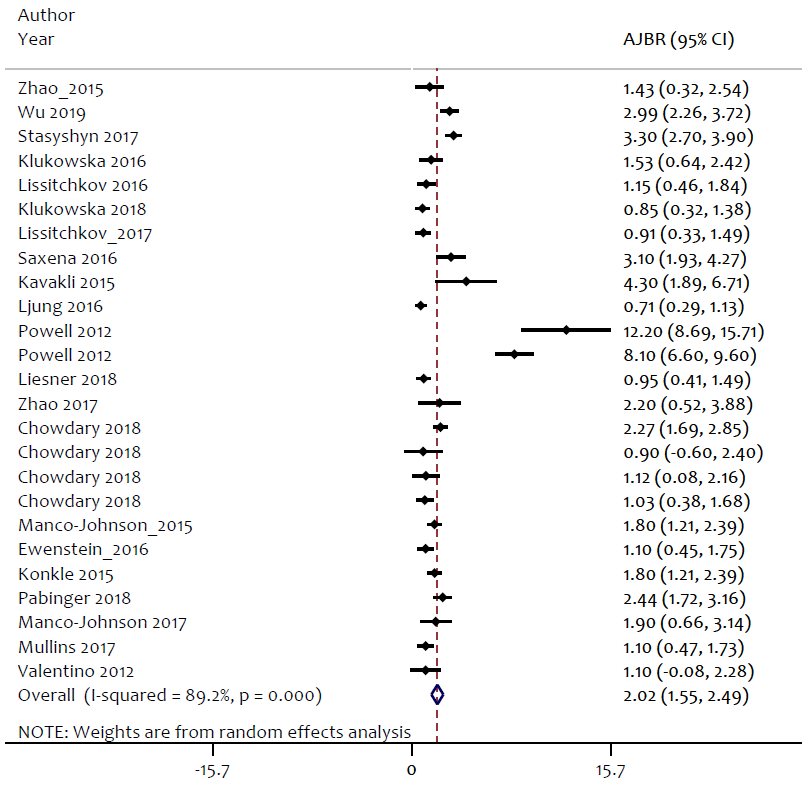 Author
Year AJBR (95% CI)
Zhao_2015 1.43 (0.32, 2.54)
Wu 2019 2.99 (2.26, 3.72)
Stasyshyn 2017 3.30 (2.70, 3.90)
Klukowska 2016 1.53 (0.64, 2.42)
Lissitchkov 2016 1.15 (0.46, 1.84)
Klukowska 2018 0.85 (0.32, 1.38)
Lissitchkov_2017 0.91 (0.33, 1.49)
Saxena 2016 3.10 (1.93, 4.27)
Kavakli 2015 4.30 (1.89, 6.71)
Ljung 2016 0.71 (0.29, 1.13)
Powell 2012 12.20 (8.69, 15.71)
Powell 2012 8.10 (6.60, 9.60)
Liesner 2018 0.95 (0.41, 1.49)
Zhao 2017 2.20 (0.52, 3.88)
Chowdary 2018 2.27 (1.69, 2.85)
Chowdary 2018 0.90 (-0.60, 2.40)
Chowdary 2018 1.12 (0.08, 2.16)
Chowdary 2018 1.03 (0.38, 1.68)
Manco-Johnson_2015 1.80 (1.21, 2.39)
Ewenstein_2016 1.10 (0.45, 1.75)
Konkle 2015 1.80 (1.21, 2.39)
Pabinger 2018 2.44 (1.72, 3.16)
Manco-Johnson 2017 1.90 (0.66, 3.14)
Mullins 2017 1.10 (0.47, 1.73)
Valentino 2012 1.10 (-0.08, 2.28)
Overall (I-squared = 89.2%, p = 0.000) 2.02 (1.55, 2.49)
NOTE: Weights are from random effects analysis
-15.7 0 15.7